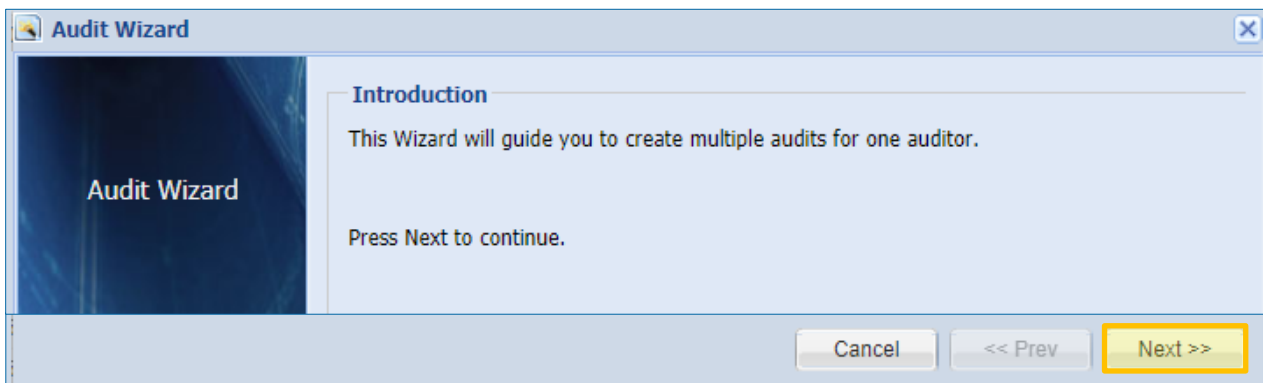 Audit Wizard
Introduction
This Wizard will guide you to create multiple audits for one auditor.
Audit Wizard
Press Next to continue.
Cancel << Prev Next >>